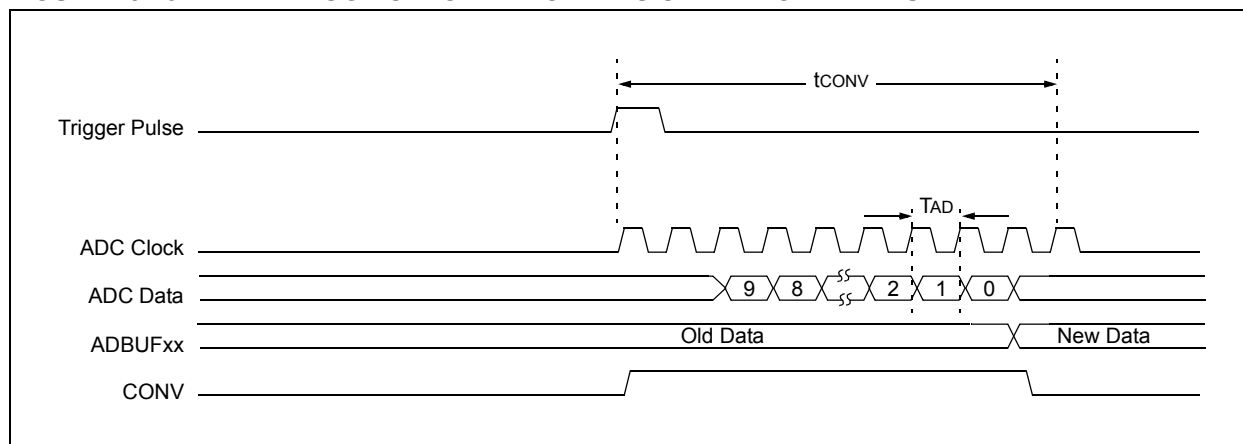 tCONV
Trigger Pulse
TAD
ADC Clock
ADC Data
9 8 2 1 0
ADBUFxx
Old Data New Data
CONV